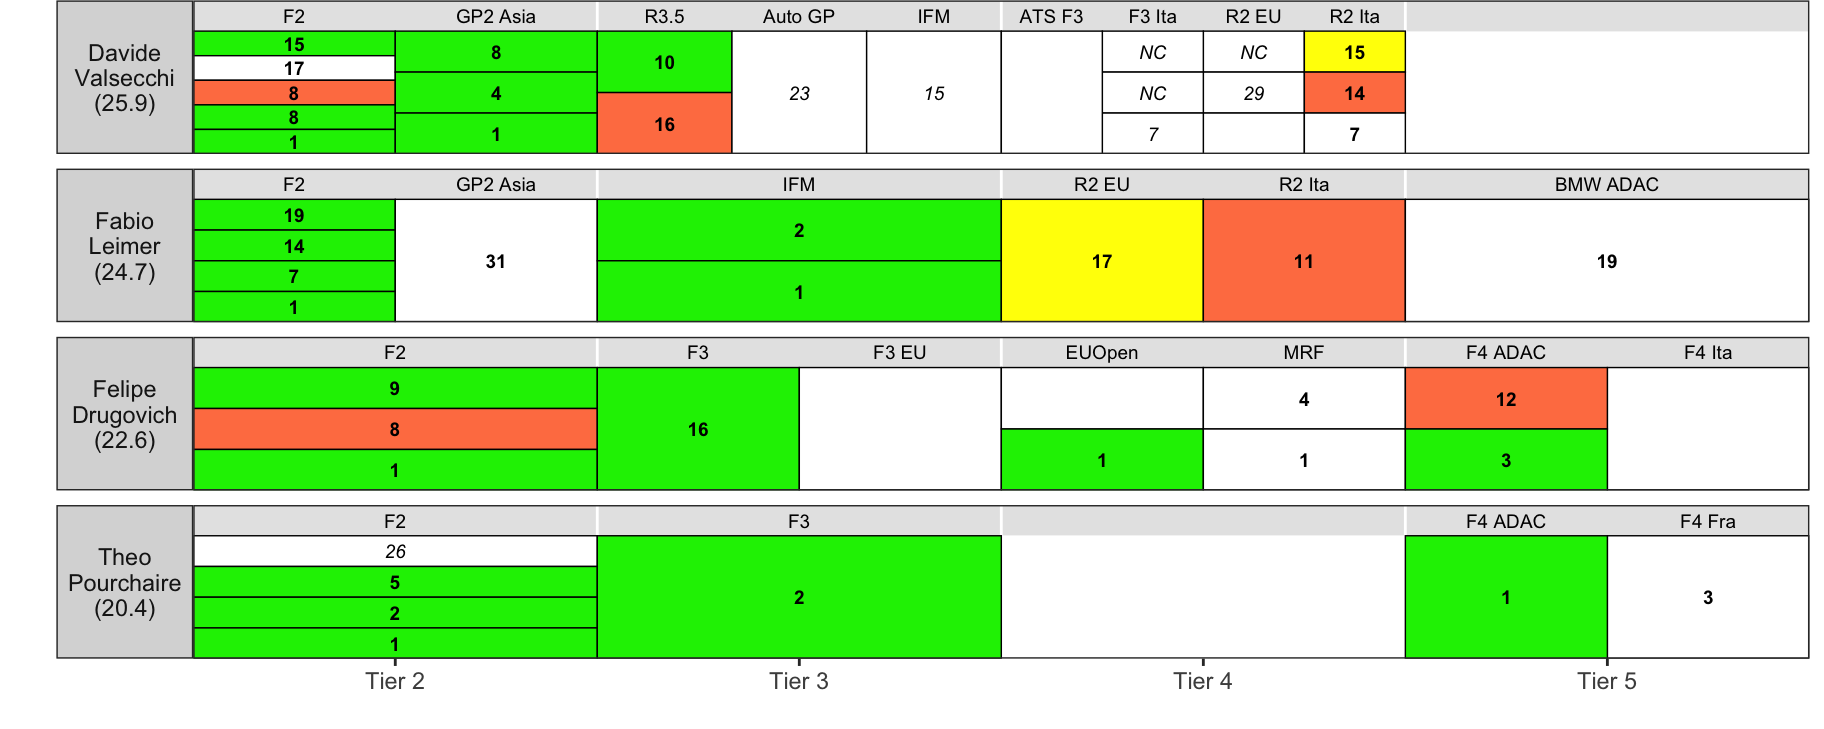 F2 GP2 Asia R3.5 Auto GP IFM ATS F3 F3 Ita R2 EU R2 Ita
Davide
Valsecchi
(25.9)
15
17
8
8
1
8
4
1
10
16
23
15
NC
NC
7
NC
29
15
14
7
F2 GP2 Asia IFM R2 EU R2 Ita BMW ADAC
Fabio
Leimer
(24.7)
19
14
7
1
31
2
1
17
11
19
F2 F3 F3 EU EUOpen MRF F4 ADAC F4 Ita
Felipe
Drugovich
(22.6)
9
8
1
16
1
4
1
12
3
F2 F3 F4 ADAC F4 Fra
Theo
Pourchaire
(20.4)
26
5
2
1
2
1
3
Tier 2 Tier 3 Tier 4 Tier 5